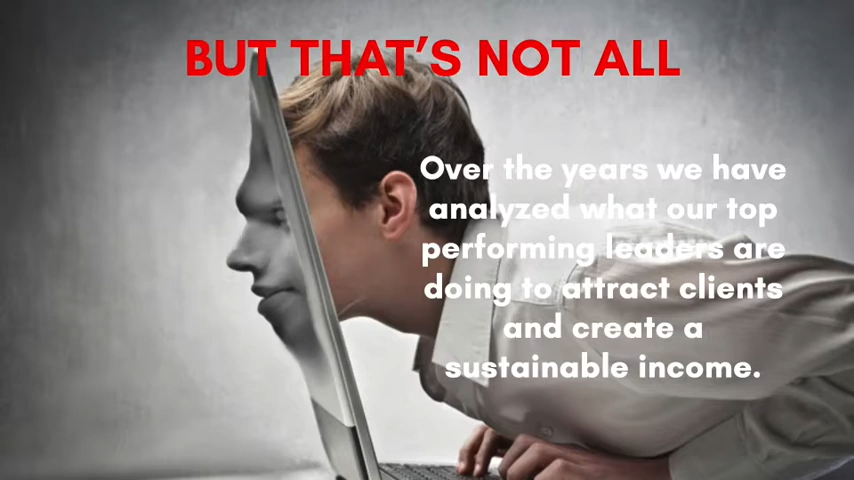 BUT THAT’S NOT ALL
Over the years we have
analyzed what our top
performing leaders are
doing to attract clients
and create a
sustainable income.